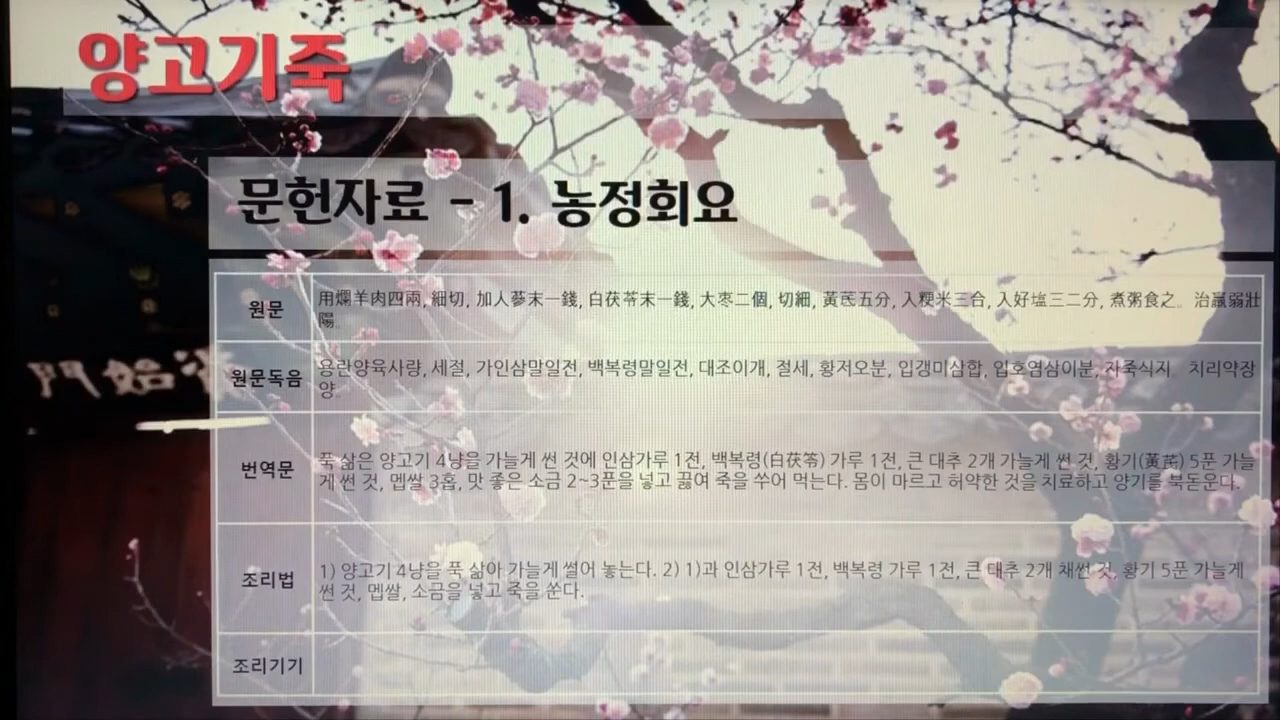 양고기죽
문헌자료 - 1. 농정회요
원문
用爛羊肉四兩, 細切, 加人蔘末一錢, 白茯苓末一錢, 大枣二個, 切細, 黃芪五分, 入粳米三合, 入好塩三二分, 煮粥食之。治羸弱壯
陽。
원문독음
용란양육사량, 세절, 가인삼말일전, 백복령말일전, 대조이개, 절세, 황저오분, 입갱미삼합, 입호염삼이분, 자죽식지 치리약장
양。
번역문
푹 삶은 양고기 4냥을 가늘게 썬 것에 인삼가루 1전, 백복령(白茯笭) 가루 1전, 큰 대추 2개 가늘게 썬 것, 황기(黃芪) 5푼 가늘
게 썬 것, 멥쌀 3홉, 맛 좋은 소금 2~3푼을 넣고 끓여 죽을 쑤어 먹는다. 몸이 마르고 허약한 것을 치료하고 양기를 북돋운다.
조리법
1) 양고기 4냥을 푹 삶아 가늘게 썰어 놓는다. 2) 1)과 인삼가루 1전, 백복령 가루 1전, 큰 대추 2개 채썬 것, 황기 5푼 가늘게
썬 것, 멥쌀, 소금을 넣고 죽을 쑨다.
조리기기
門始